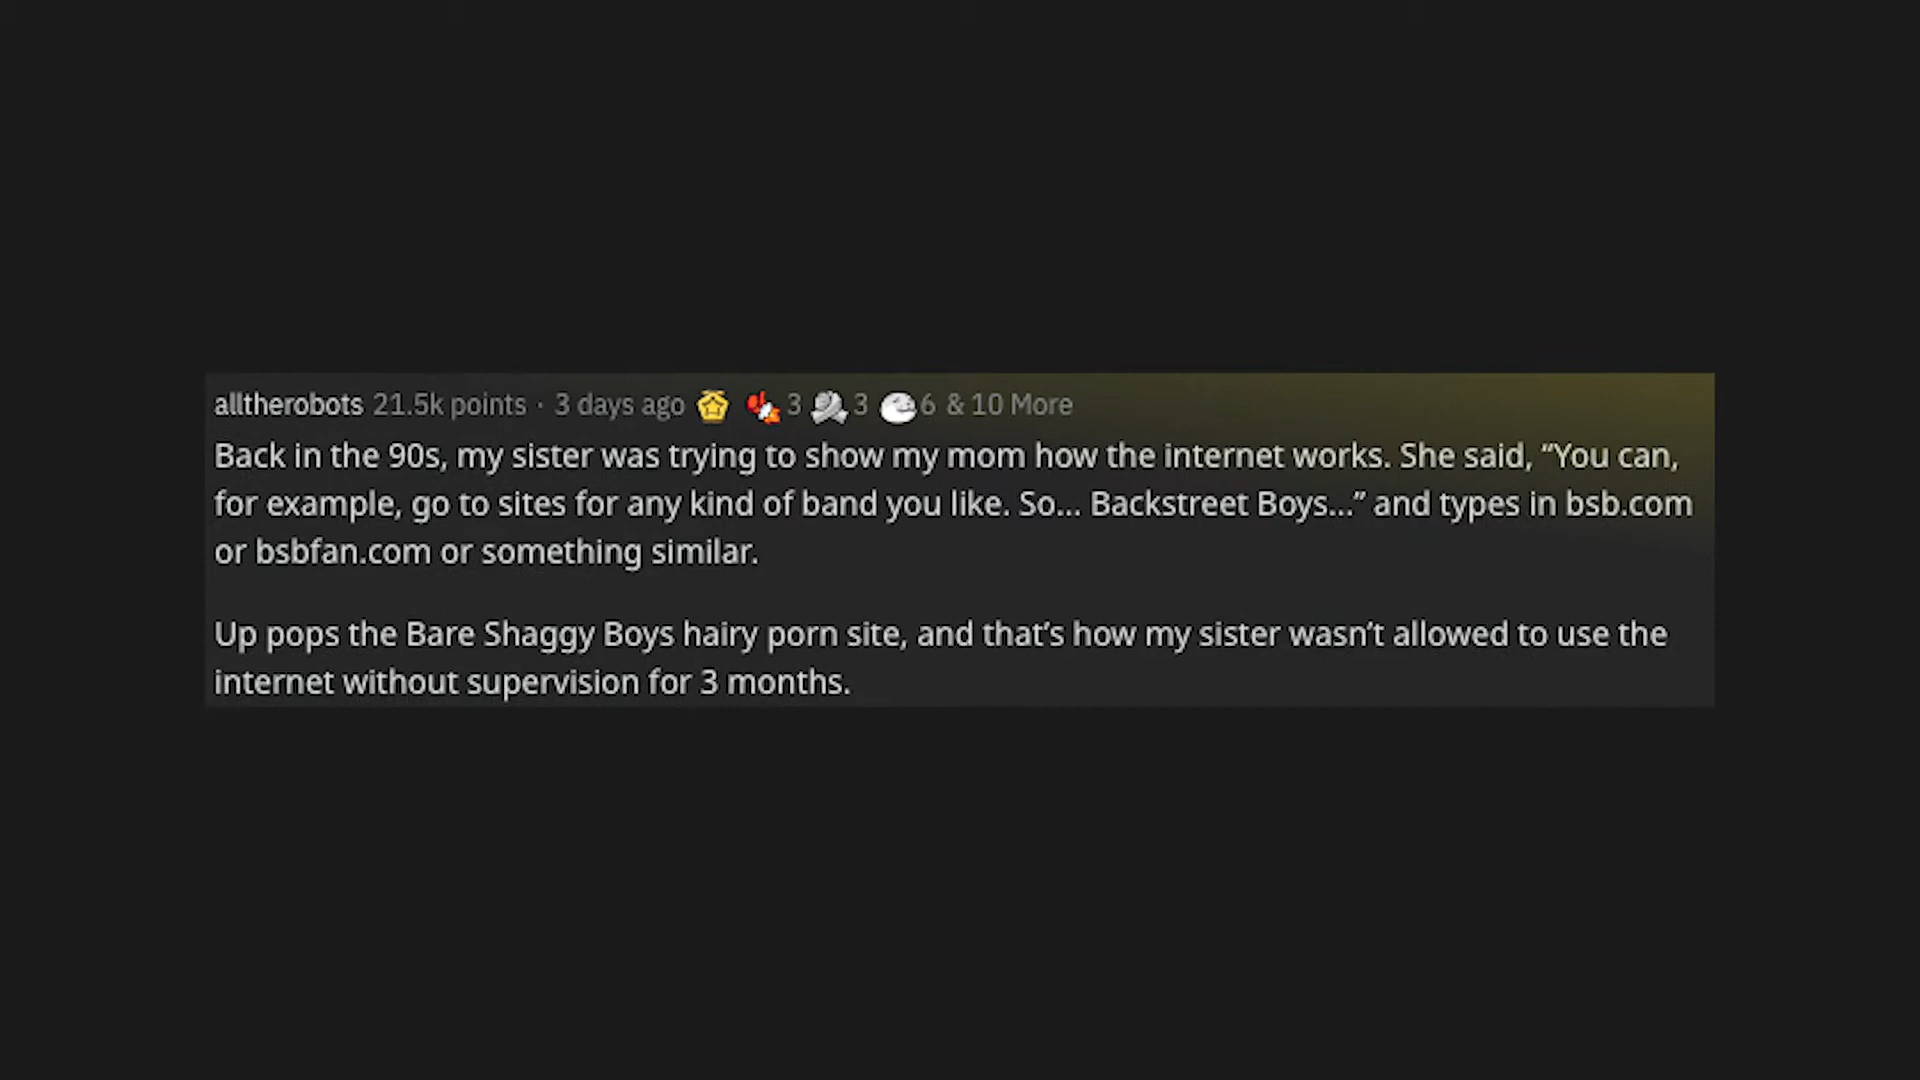 alltherobots 21.5k points · 3 days ago 3 3 6 & 10 More
Back in the 90s, my sister was trying to show my mom how the internet works. She said, “You can,
for example, go to sites for any kind of band you like. So... Backstreet Boys...” and types in bsb.com
or bsbfan.com or something similar.
Up pops the Bare Shaggy Boys hairy porn site, and that’s how my sister wasn’t allowed to use the
internet without supervision for 3 months.